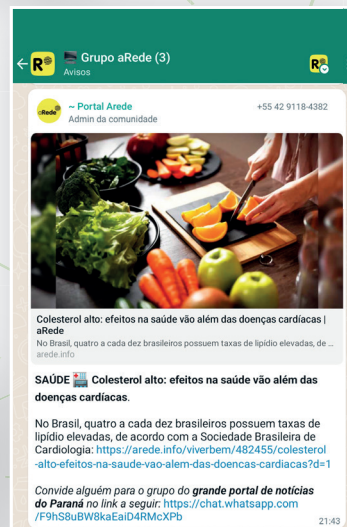 R
Grupo aRede (3)
Avisos
R
aRede
~ Portal Arede
+55 42 9118-4382
Admin da comunidade
Colesterol alto: efeitos na saúde vão além das doenças cardíacas |
aRede
No Brasil, quatro a cada dez brasileiros possuem taxas de lipídio elevadas, de ...
arede.info
SAÚDE Colesterol alto: efeitos na saúde vão além das
doenças cardíacas.
No Brasil, quatro a cada dez brasileiros possuem taxas de
lipídio elevadas, de acordo com a Sociedade Brasileira de
Cardiologia: https://arede.info/viverbem/482455/colesterol
-alto-efeitos-na-saude-vao-alem-das-doencas-cardiacas?d=1
Convide alguém para o grupo do grande portal de notícias
do Paraná no link a seguir: https://chat.whatsapp.com
/F9hS8uBW8kaEaiD4RMcXPb
21:43